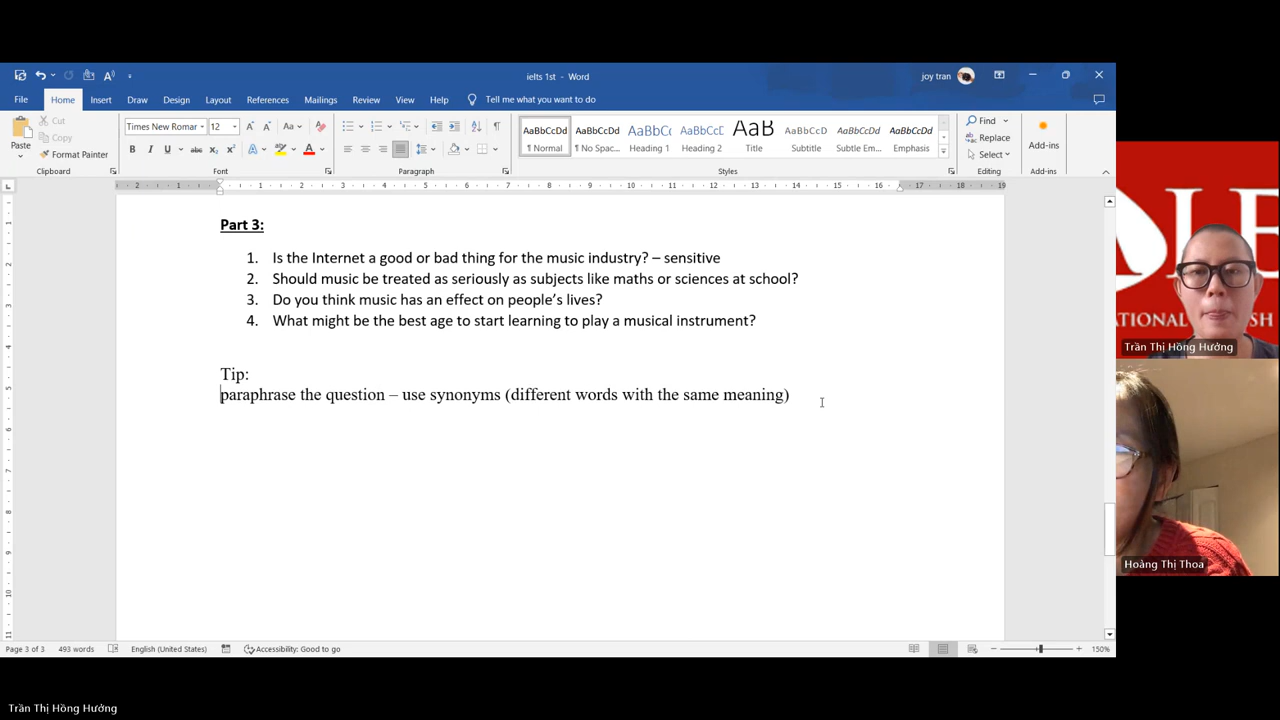 ielts 1st - Word
joy tran
File Home Insert Draw Design Layout References Mailings Review View Help Tell me what you want to do
Paste
Cut
Copy
Format Painter
Clipboard
Times New Romar 12
Font
Paragraph
AaBbCcDd AaBbCcDd AaBbC( AaBbCcC AaB AaBbCcD AaBbCcDd AaBbCcDd
¶ Normal ¶ No Spac... Heading 1 Heading 2 Title Subtitle Subtle Em... Emphasis
Styles
Find
Replace
Select
Editing
Add-ins
Add-ins
Part 3:
1. Is the Internet a good or bad thing for the music industry? – sensitive
2. Should music be treated as seriously as subjects like maths or sciences at school?
3. Do you think music has an effect on people's lives?
4. What might be the best age to start learning to play a musical instrument?
Tip:
paraphrase the question – use synonyms (different words with the same meaning)
Trần Thị Hồng Hưởng
Hoàng Thị Thoa
Page 3 of 3 493 words English (United States) Accessibility: Good to go 150%
Trần Thị Hồng Hưởng